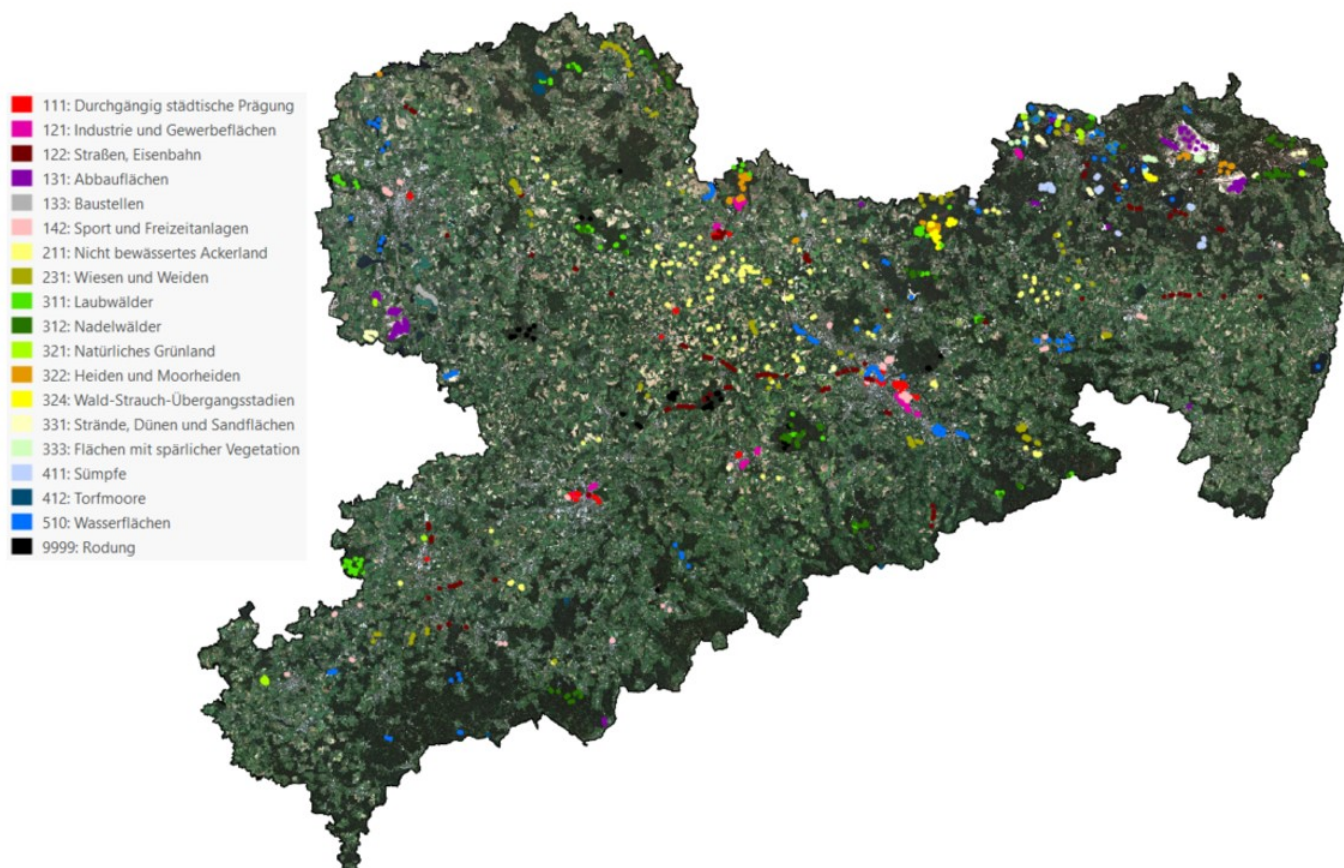 111: Durchgängig städtische Prägung
121: Industrie und Gewerbeflächen
122: Straßen, Eisenbahn
131: Abbauflächen
133: Baustellen
142: Sport und Freizeitanlagen
211: Nicht bewässertes Ackerland
231: Wiesen und Weiden
311: Laubwälder
312: Nadelwälder
321: Natürliches Grünland
322: Heiden und Moorheiden
324: Wald-Strauch-Übergangsstadien
331: Strände, Dünen und Sandflächen
333: Flächen mit spärlicher Vegetation
411: Sümpfe
412: Torfmoore
510: Wasserflächen
9999: Rodung